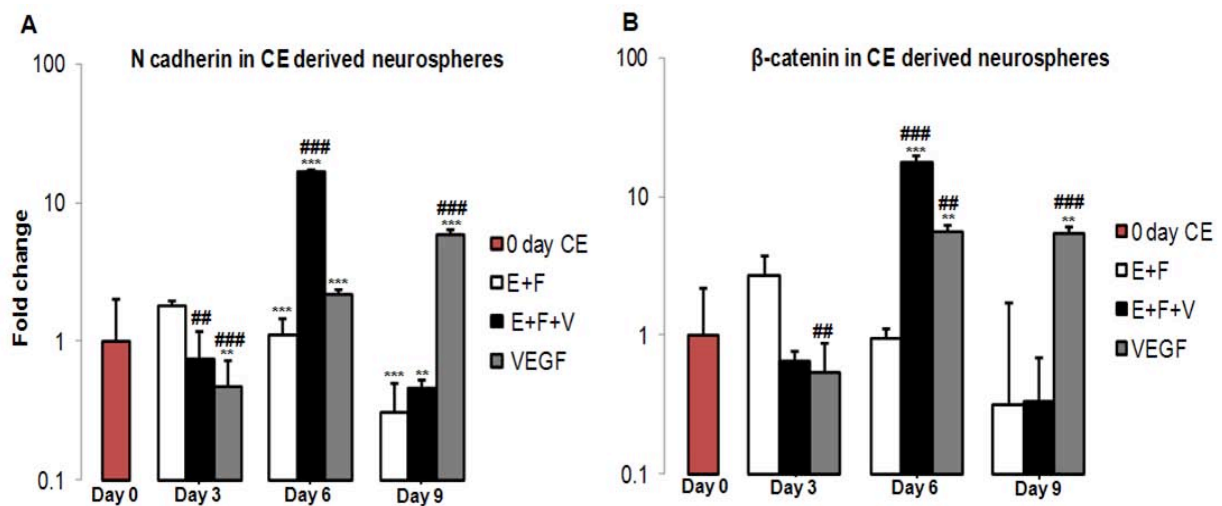 A
N cadherin in CE derived neurospheres
Fold change
100
10
1
0.1
## ### ** *** ### *** *** *** ** ### ***
Day 0 Day 3 Day 6 Day 9
0 day CE
E+F
E+F+V
VEGF
B
β-catenin in CE derived neurospheres
100
10
1
0.1
## ### *** ## ** ### **
Day 0 Day 3 Day 6 Day 9
0 day CE
E+F
E+F+V
VEGF